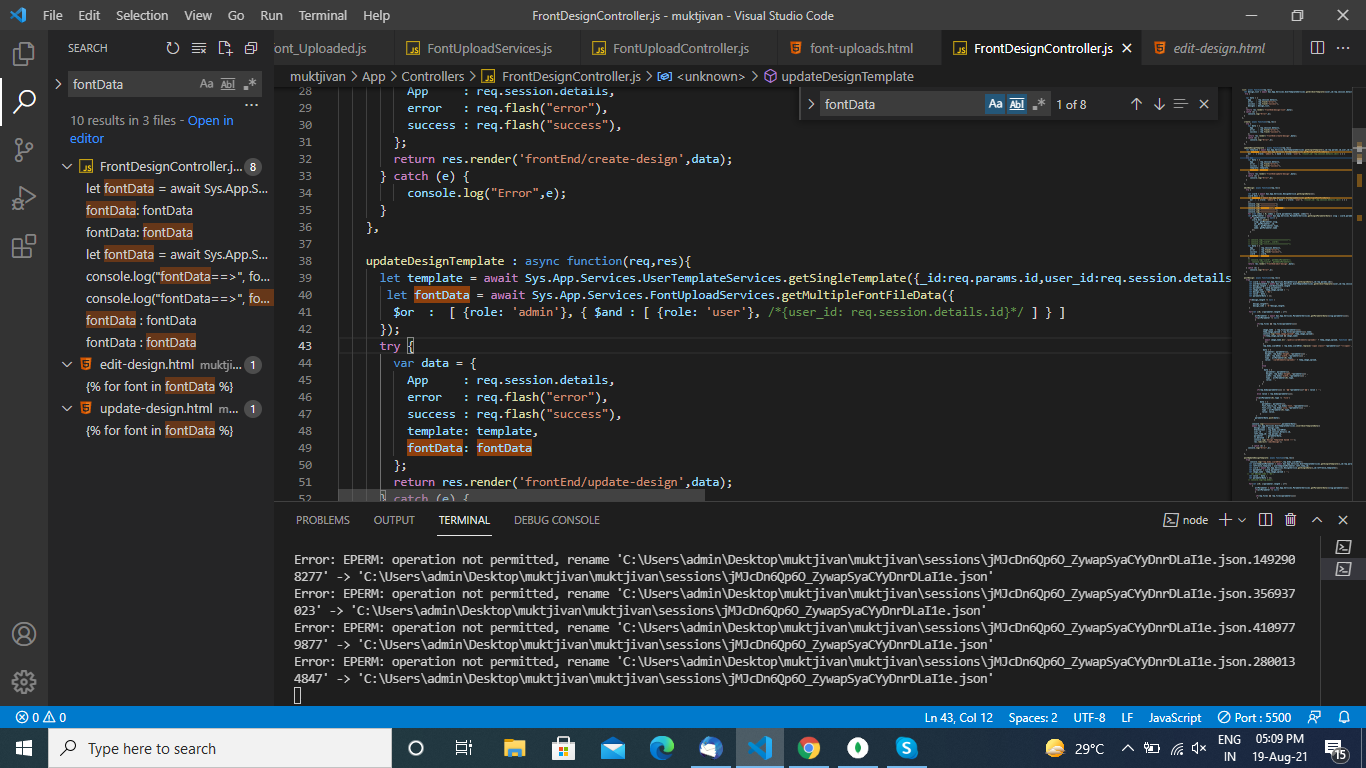 File Edit Selection View Go Run Terminal Help
FrontDesignController.js - muktjivan - Visual Studio Code
SEARCH
fontData
Aa Abl .*
10 results in 3 files - Open in
editor
FrontDesignController.j... 8
let fontData = await Sys.App.S...
fontData: fontData
fontData: fontData
let fontData = await Sys.App.S...
console.log("fontData==>", fo...
console.log("fontData==>", fo...
fontData : fontData
fontData : fontData
edit-design.html muktji... 1
{% for font in fontData %}
update-design.html m... 1
{% for font in fontData %}
ont_Uploaded.js
FontUploadServices.js
FontUploadController.js
font-uploads.html
FrontDesignController.js
edit-design.html
muktjivan > App > Controllers > FrontDesignController.js > <unknown> > updateDesignTemplate
fontData
Aa Abl .*
1 of 8
28 App : req.session.details,
29 error : req.flash("error"),
30 success : req.flash("success"),
31 };
32 return res.render('frontEnd/create-design',data);
33 } catch (e) {
34 console.log("Error",e);
35 }
36 },
37
38 updateDesignTemplate : async function(req,res){
39 let template = await Sys.App.Services.UserTemplateServices.getSingleTemplate({_id:req.params.id,user_id:req.session.details
40 let fontData = await Sys.App.Services.FontUploadServices.getMultipleFontFileData({
41 $or : [ {role: 'admin'}, { $and : [ {role: 'user'}, /*{user_id: req.session.details.id}*/ ] } ]
42 });
43 try {
44 var data = {
45 App : req.session.details,
46 error : req.flash("error"),
47 success : req.flash("success"),
48 template: template,
49 fontData: fontData
50 };
51 return res.render('frontEnd/update-design',data);
52 } catch (e) {
PROBLEMS OUTPUT TERMINAL DEBUG CONSOLE
node
Error: EPERM: operation not permitted, rename 'C:\Users\admin\Desktop\muktjivan\muktjivan\sessions\jMJcDn6Qp6O_ZywapSyaCYyDnrDLaI1e.json.149290
8277' -> 'C:\Users\admin\Desktop\muktjivan\muktjivan\sessions\jMJcDn6Qp6O_ZywapSyaCYyDnrDLaI1e.json'
Error: EPERM: operation not permitted, rename 'C:\Users\admin\Desktop\muktjivan\muktjivan\sessions\jMJcDn6Qp6O_ZywapSyaCYyDnrDLaI1e.json.356937
023' -> 'C:\Users\admin\Desktop\muktjivan\muktjivan\sessions\jMJcDn6Qp6O_ZywapSyaCYyDnrDLaI1e.json'
Error: EPERM: operation not permitted, rename 'C:\Users\admin\Desktop\muktjivan\muktjivan\sessions\jMJcDn6Qp6O_ZywapSyaCYyDnrDLaI1e.json.410977
9877' -> 'C:\Users\admin\Desktop\muktjivan\muktjivan\sessions\jMJcDn6Qp6O_ZywapSyaCYyDnrDLaI1e.json'
Error: EPERM: operation not permitted, rename 'C:\Users\admin\Desktop\muktjivan\muktjivan\sessions\jMJcDn6Qp6O_ZywapSyaCYyDnrDLaI1e.json.280013
4847' -> 'C:\Users\admin\Desktop\muktjivan\muktjivan\sessions\jMJcDn6Qp6O_ZywapSyaCYyDnrDLaI1e.json'
0 0
Ln 43, Col 12 Spaces: 2 UTF-8 LF JavaScript Port : 5500
Type here to search
29°C
ENG
IN
05:09 PM
19-Aug-21
15